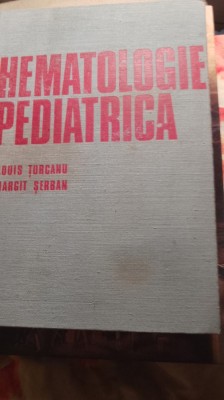 HEMATOLOGIE
PEDIATRICA
LOUIS ȚURCANU
MARGIT ȘERBAN